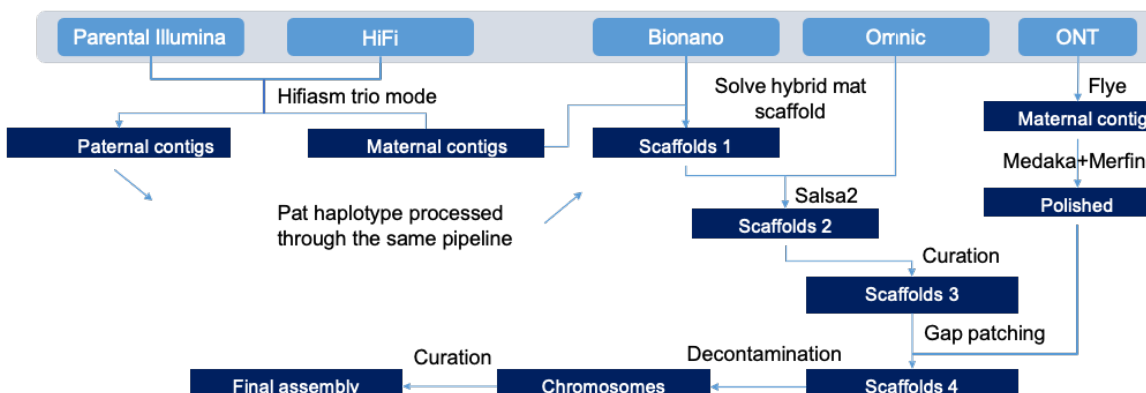 Parental Illumina
HiFi
Bionano
Omnic
ONT
Hifiasm trio mode
Solve hybrid mat
scaffold
Flye
Paternal contigs
Maternal contigs
Scaffolds 1
Maternal contig
Medaka+Merfin
Pat haplotype processed
through the same pipeline
Salsa2
Scaffolds 2
Polished
Curation
Scaffolds 3
Gap patching
Decontamination
Curation
Final assembly
Chromosomes
Scaffolds 4